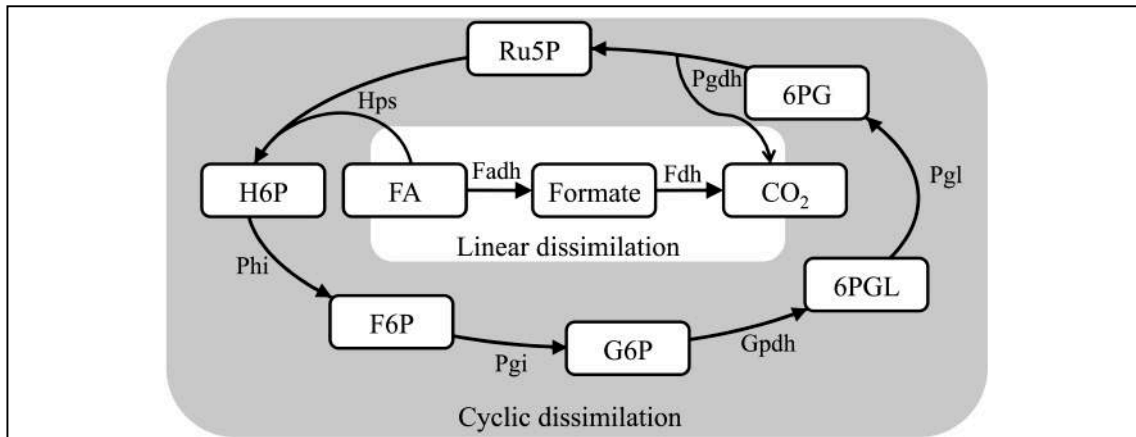 Ru5P
Pgdh
6PG
Hps
H6P
FA
Fadh
Formate
Fdh
CO₂
Pgl
Linear dissimilation
Phi
6PGL
F6P
Pgi
G6P
Gpdh
Cyclic dissimilation